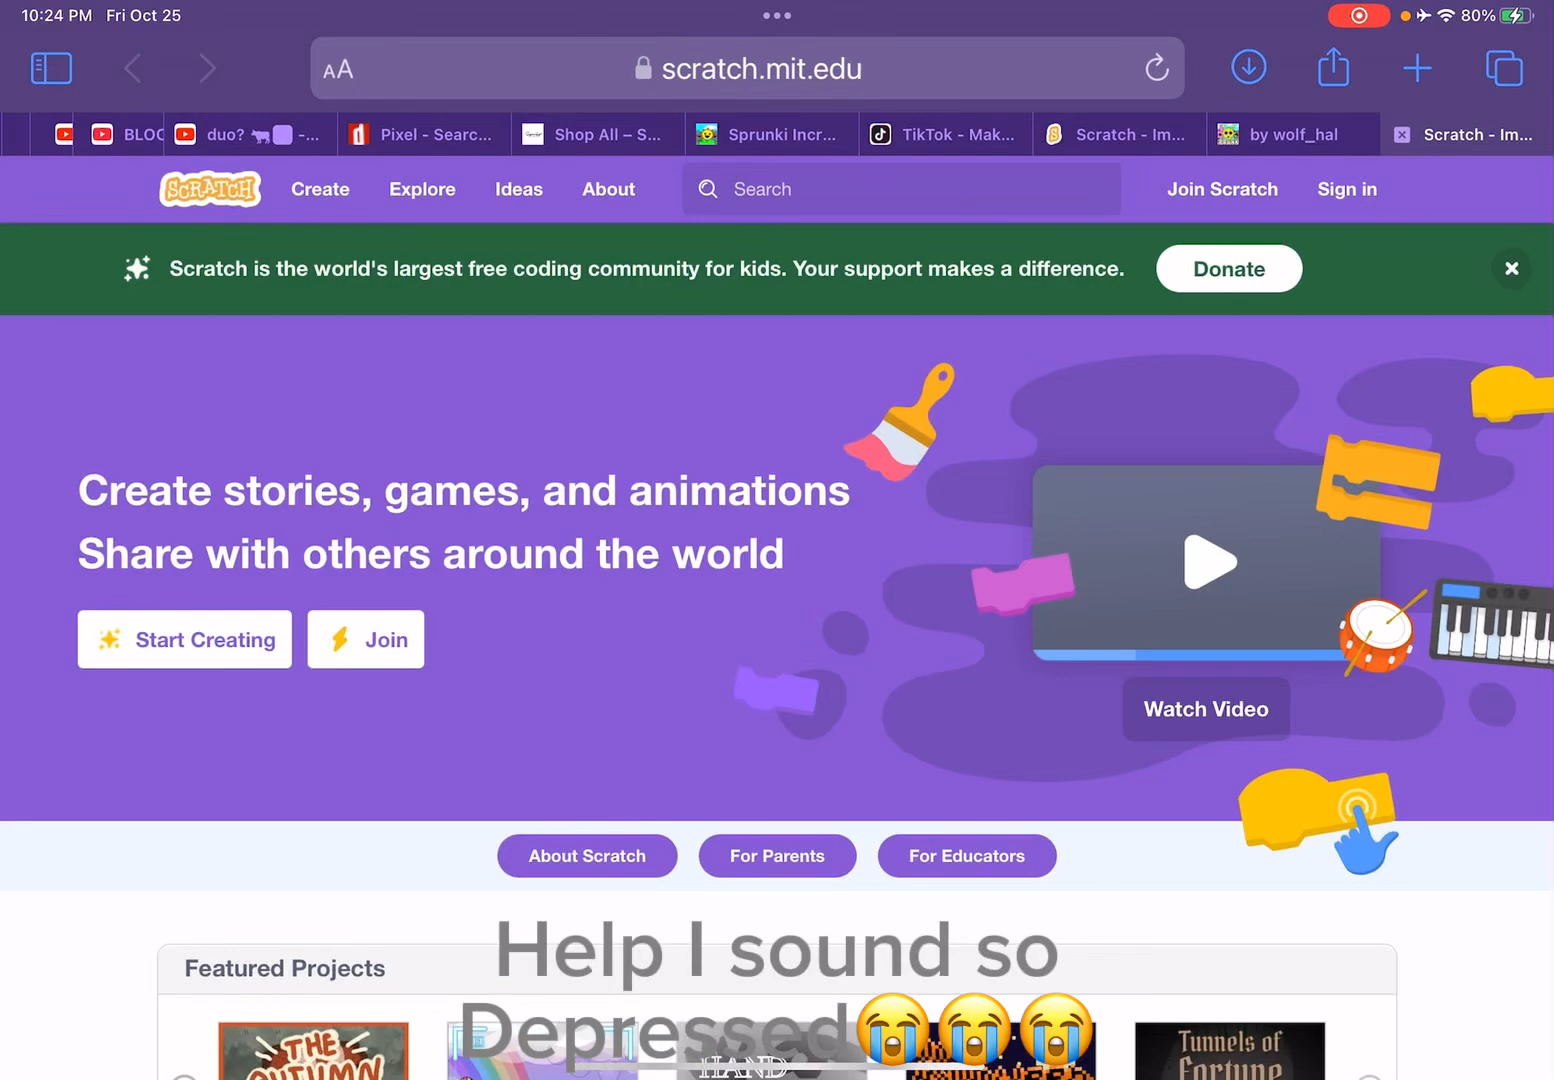 10:24 PM Fri Oct 25
80%
AA
scratch.mit.edu
BLOC
duo? 🐄🟪 -...
Pixel - Searc...
Shop All – S...
Sprunki Incr...
TikTok - Mak...
Scratch - Im...
by wolf_hal
Scratch - Im...
SCRATCH
Create
Explore
Ideas
About
Search
Join Scratch
Sign in
Scratch is the world's largest free coding community for kids. Your support makes a difference.
Donate
Create stories, games, and animations
Share with others around the world
Start Creating
Join
Watch Video
About Scratch
For Parents
For Educators
Featured Projects
Help I sound so
Depressed😭😭😭
THE
AUTUMN
HAND
Tunnels of
Fortune